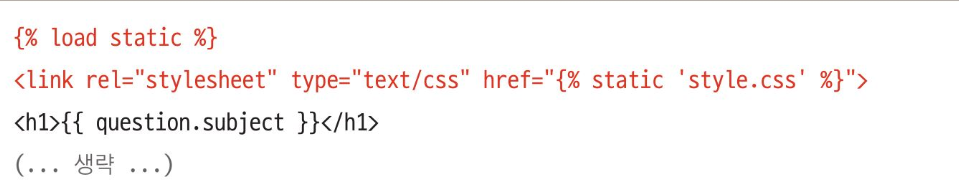 {% load static %}
<link rel="stylesheet" type="text/css" href="{% static 'style.css' %}">
<h1>{{ question.subject }}</h1>
(... 생략 ...)